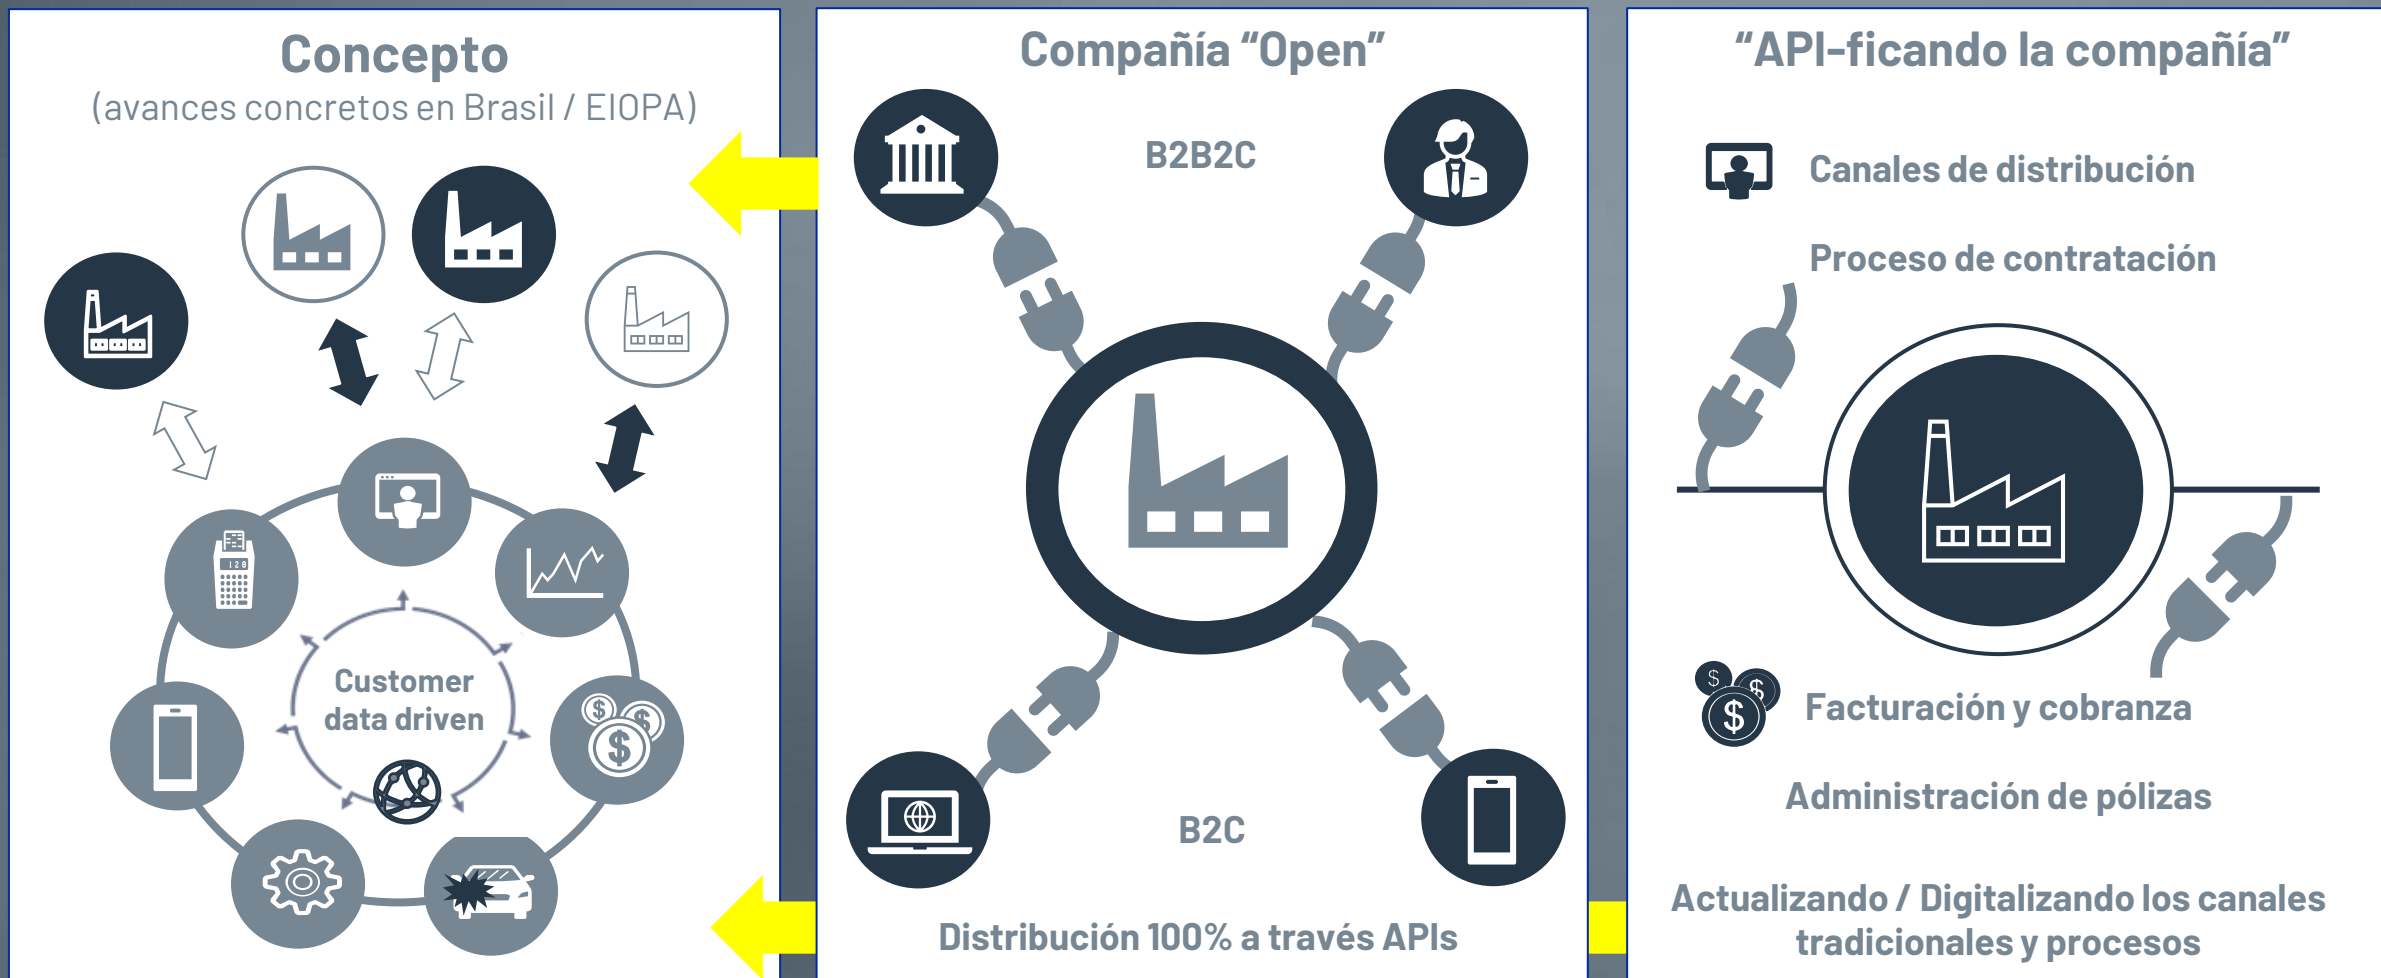 Concepto
(avances concretos en Brasil / EIOPA)
128
Customer
data driven
$
$
$
Compañía “Open”
B2B2C
B2C
Distribución 100% a través APIs
“API-ficando la compañía”
Canales de distribución
Proceso de contratación
$
$
$
Facturación y cobranza
Administración de pólizas
Actualizando / Digitalizando los canales
tradicionales y procesos